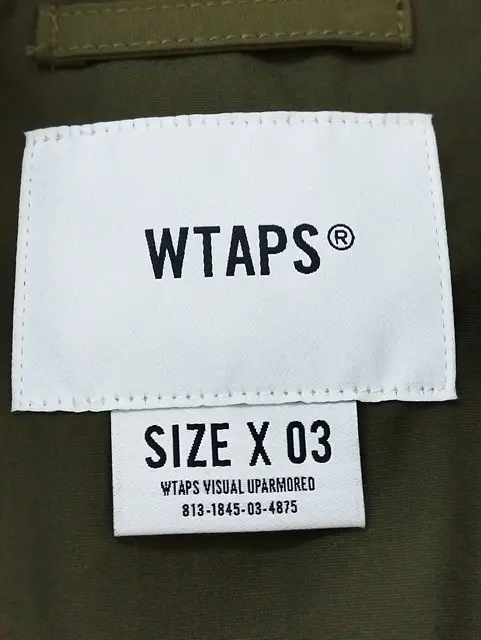 WTAPS®
SIZE X 03
WTAPS VISUAL UPARMORED
813-1845-03-4875